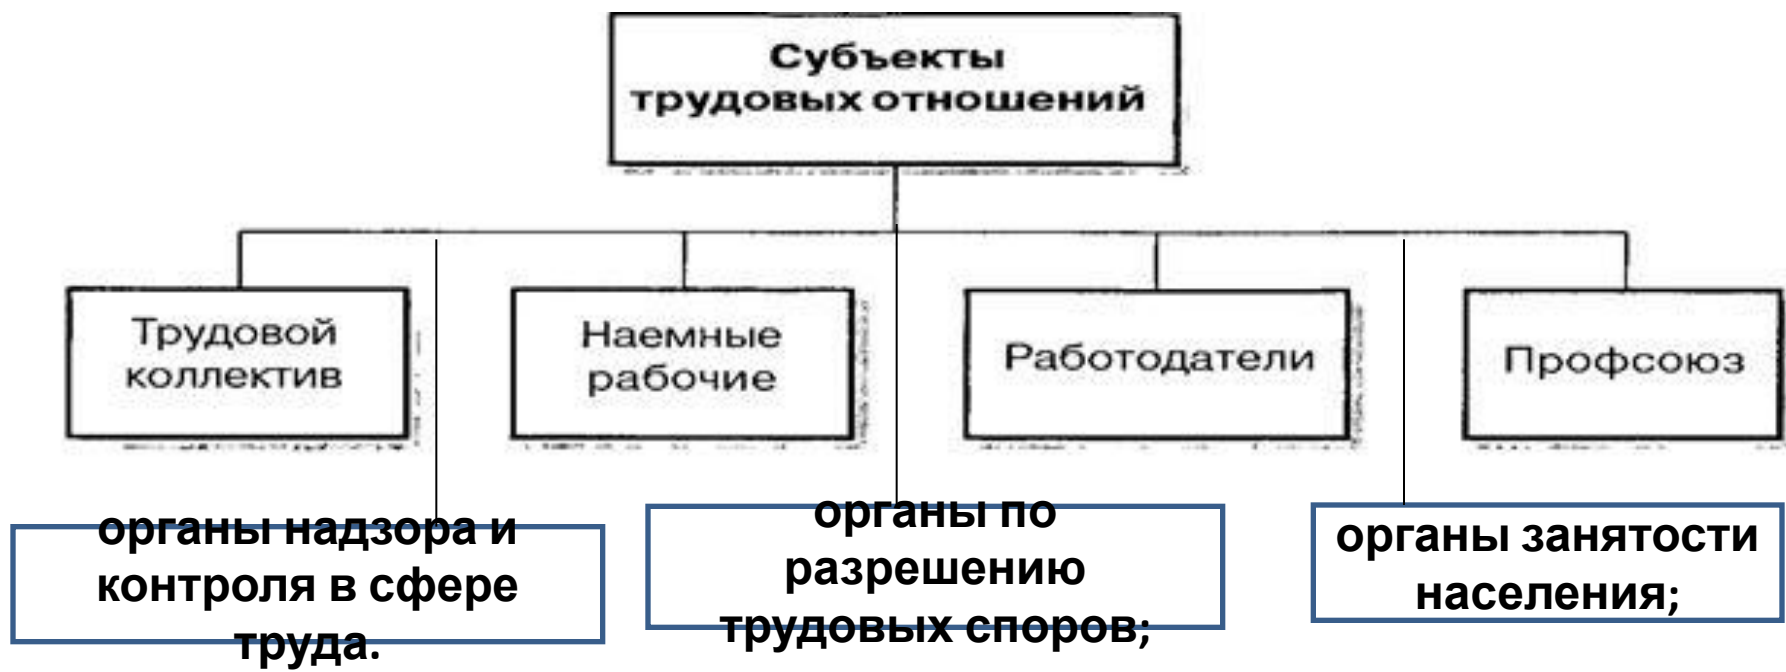 Субъекты
трудовых отношений
Трудовой
коллектив
Наемные
рабочие
Работодатели
Профсоюз
органы надзора и
контроля в сфере
труда.
органы по
разрешению
трудовых споров;
органы занятости
населения;